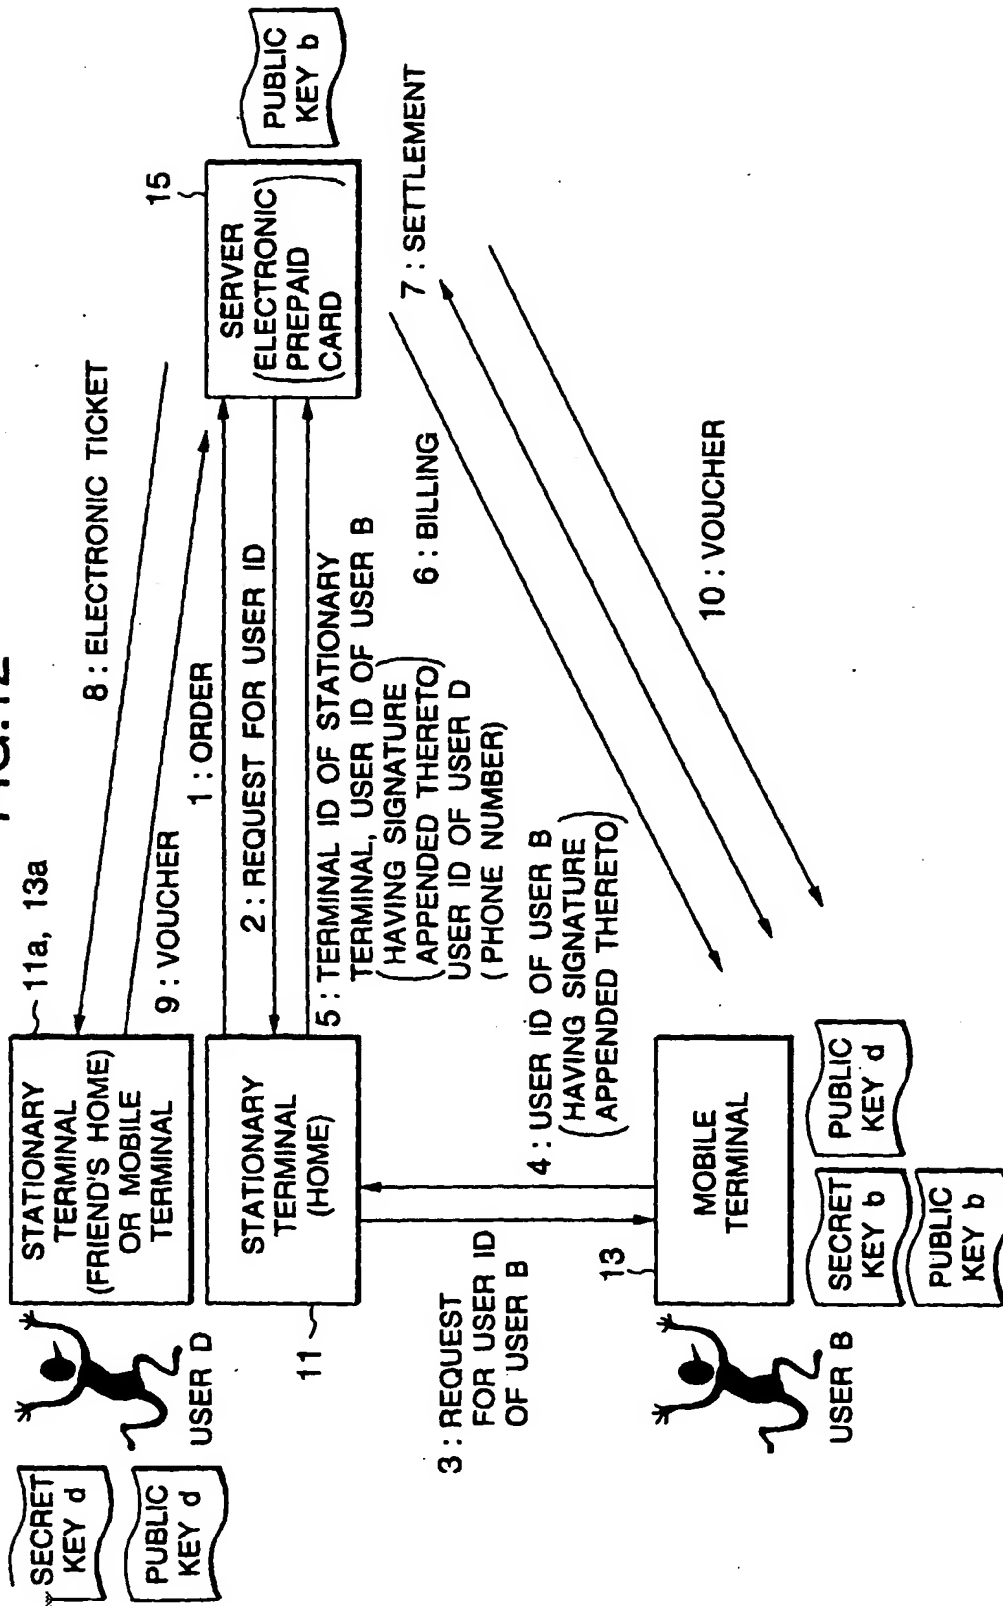 FIG.12
SECRET
KEY d
PUBLIC
KEY d
USER D
STATIONARY
TERMINAL
(FRIEND'S HOME)
OR MOBILE
TERMINAL
11a, 13a
8 : ELECTRONIC TICKET
9 : VOUCHER
1 : ORDER
2 : REQUEST FOR USER ID
5 : TERMINAL ID OF STATIONARY
TERMINAL, USER ID OF USER B
(HAVING SIGNATURE
APPENDED THERETO)
USER ID OF USER D
(PHONE NUMBER)
STATIONARY
TERMINAL
(HOME)
11
15
SERVER
(ELECTRONIC
PREPAID
CARD)
PUBLIC
KEY b
3 : REQUEST
FOR USER ID
OF USER B
4 : USER ID OF USER B
(HAVING SIGNATURE
APPENDED THERETO)
6 : BILLING
7 : SETTLEMENT
10 : VOUCHER
13
MOBILE
TERMINAL
USER B
SECRET
KEY b
PUBLIC
KEY d
PUBLIC
KEY b